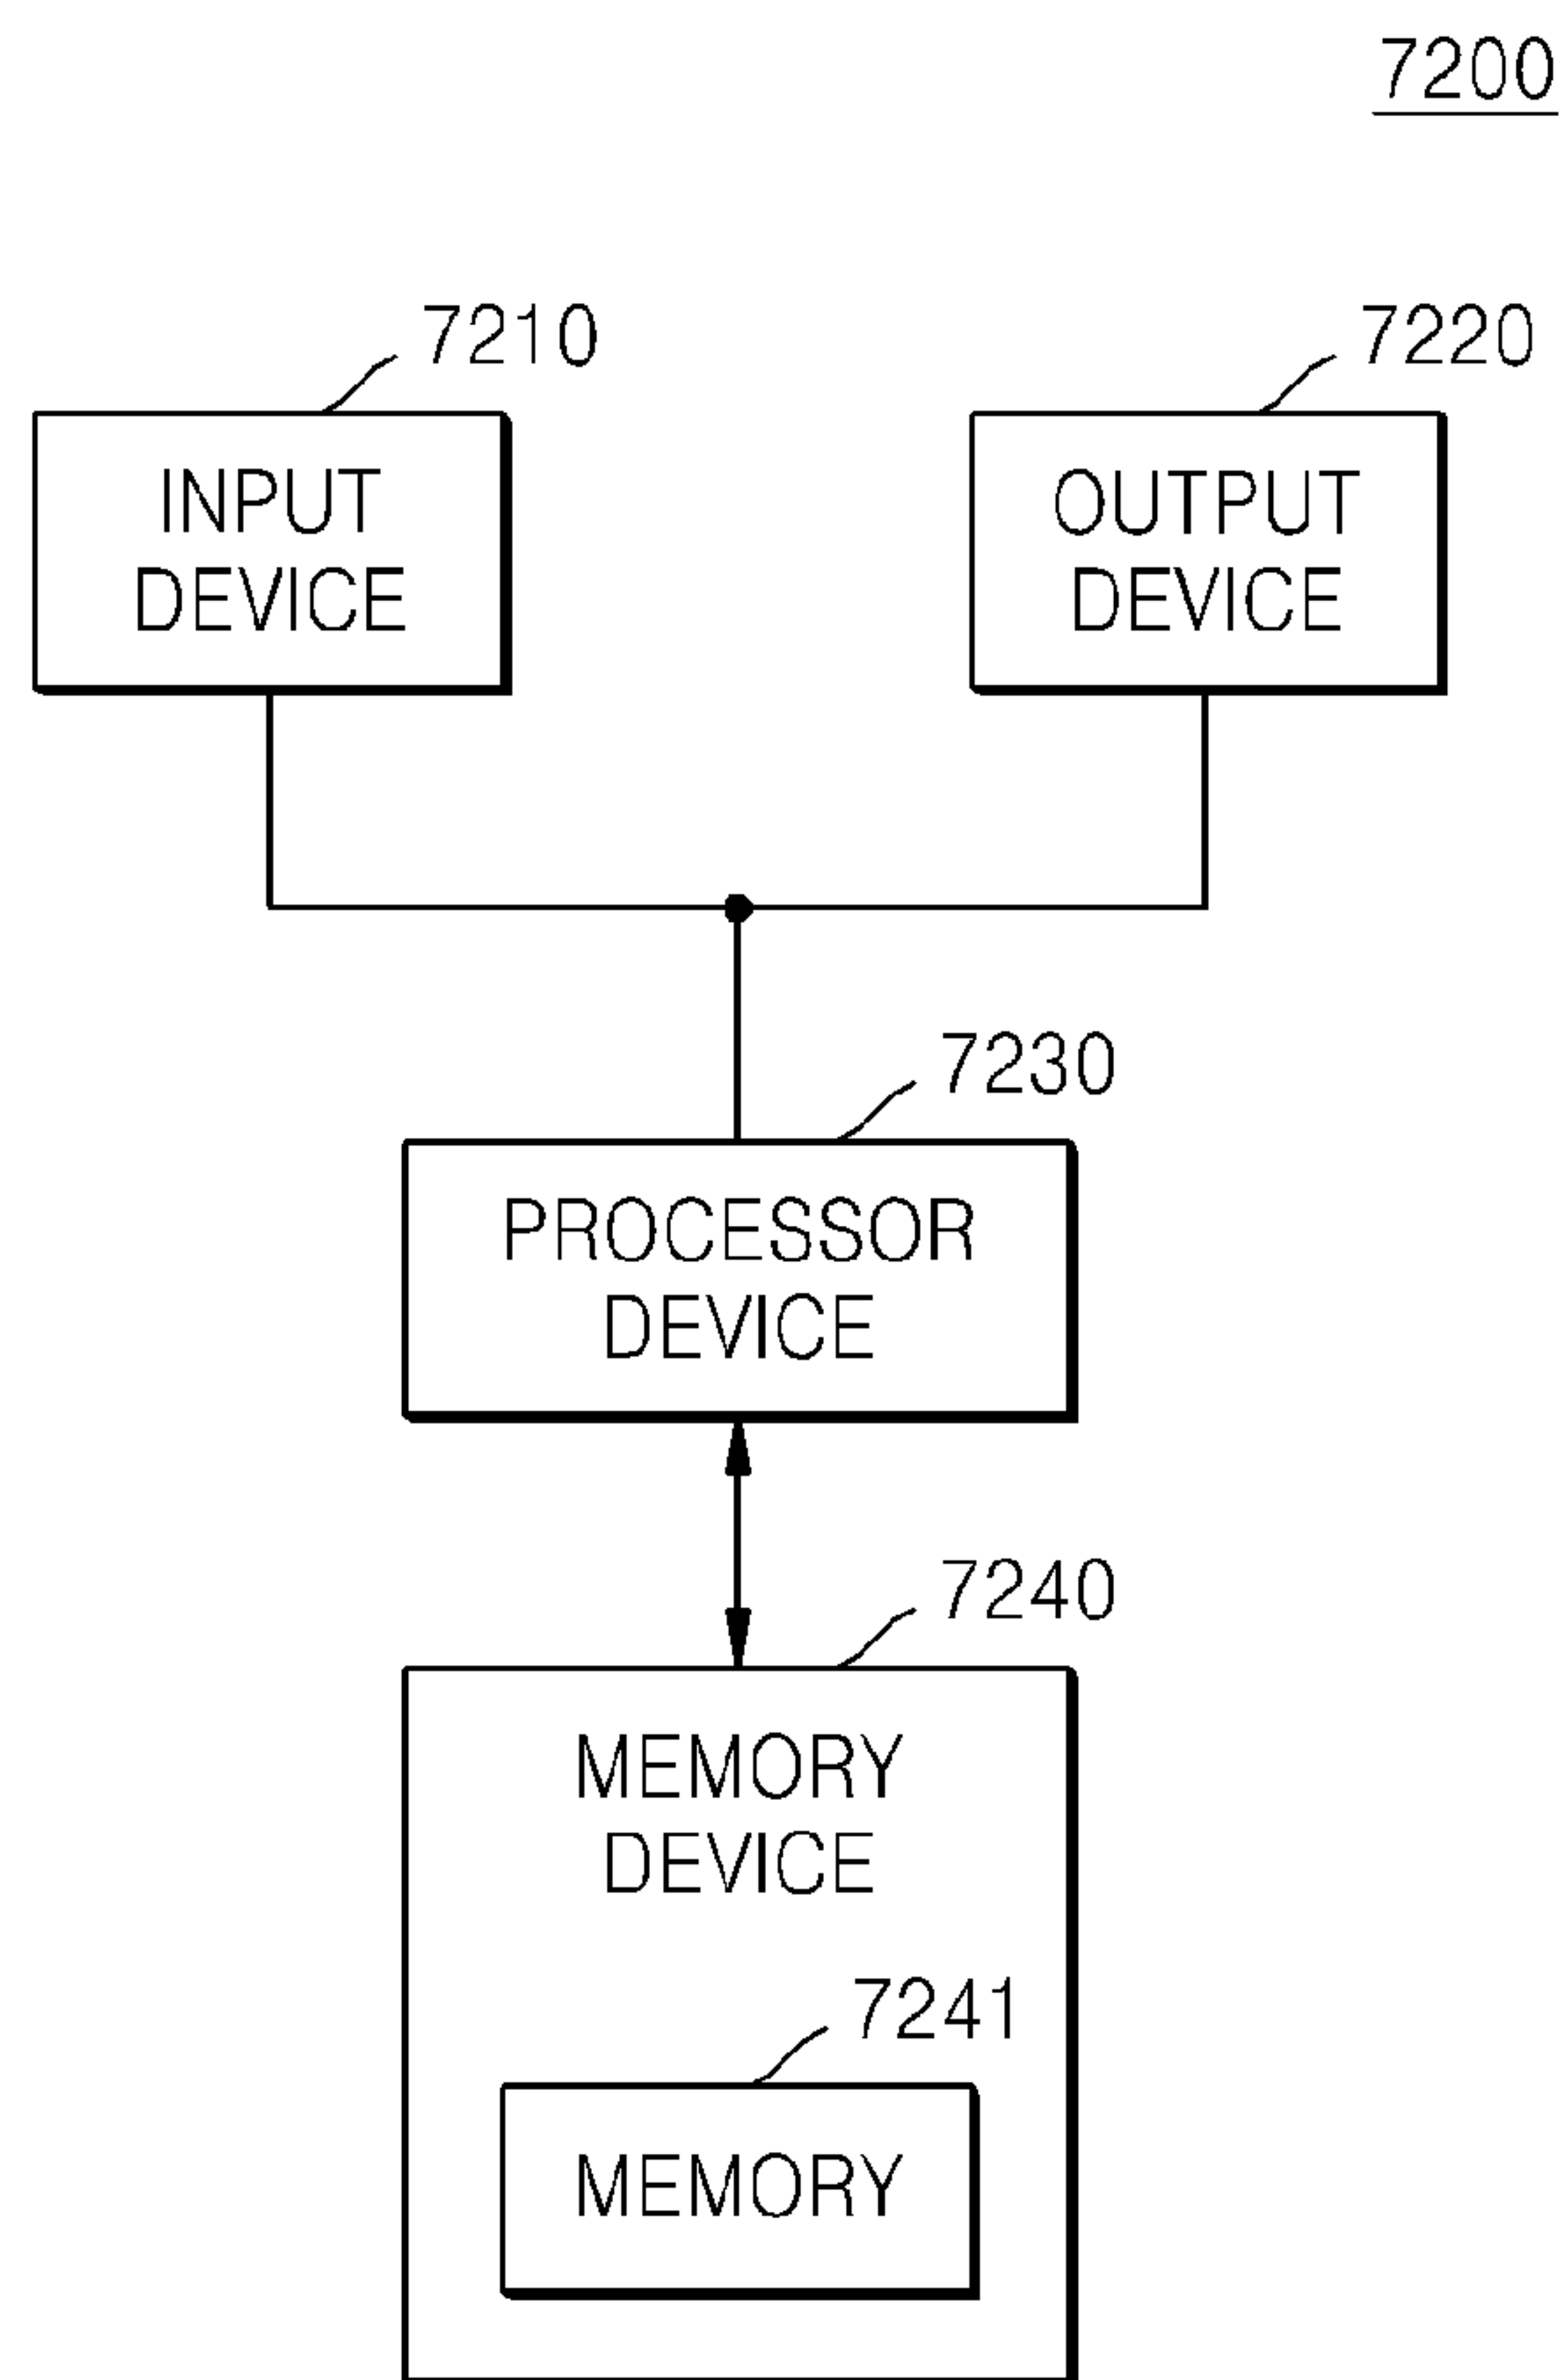 7200
7210
7220
INPUT
DEVICE
OUTPUT
DEVICE
7230
PROCESSOR
DEVICE
7240
MEMORY
DEVICE
7241
MEMORY